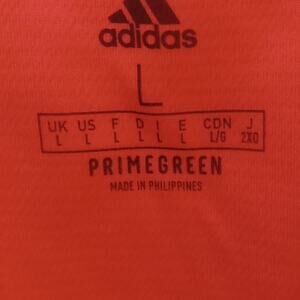 adidas
L
UK US F D I E CDN J
L L L L L L L/G 2XO
PRIMEGREEN
MADE IN PHILIPPINES